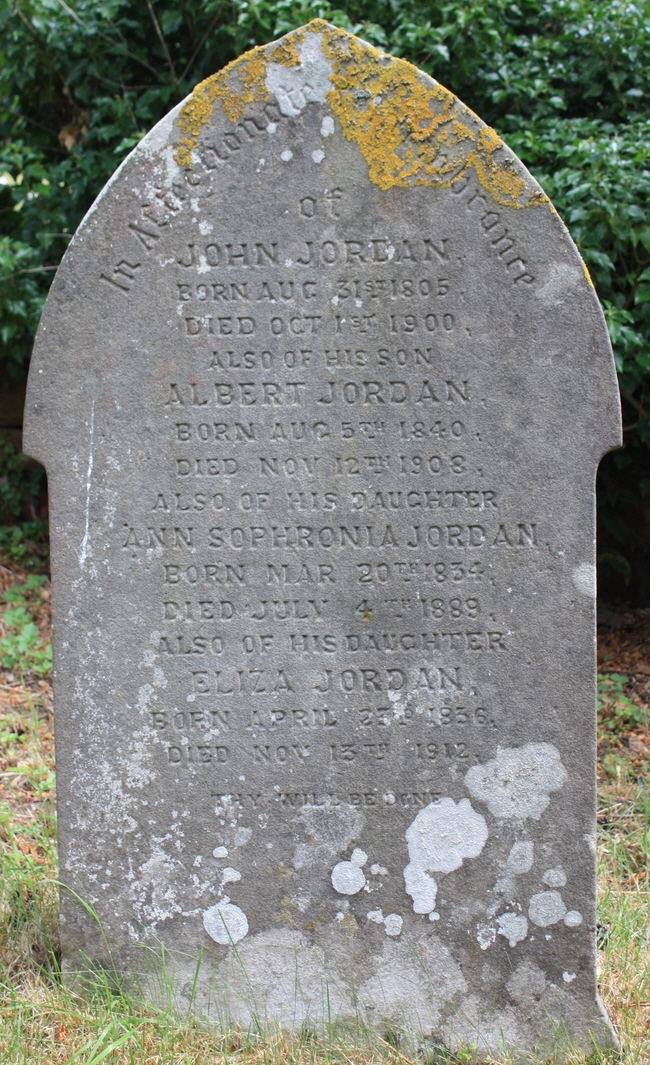 In Affectionate Remembrance
of
JOHN JORDAN.
BORN AUG 31ST 1805.
DIED OCT 1ST 1900.
ALSO OF HIS SON
ALBERT JORDAN.
BORN AUG 5TH 1840.
DIED NOV 12TH 1908.
ALSO OF HIS DAUGHTER
ANN SOPHRONIA JORDAN.
BORN MAR 20TH 1834.
DIED JULY 4TH 1889.
ALSO OF HIS DAUGHTER
ELIZA JORDAN.
BORN APRIL 1836.
DIED NOV 13TH 1912.
THY WILL BE DONE